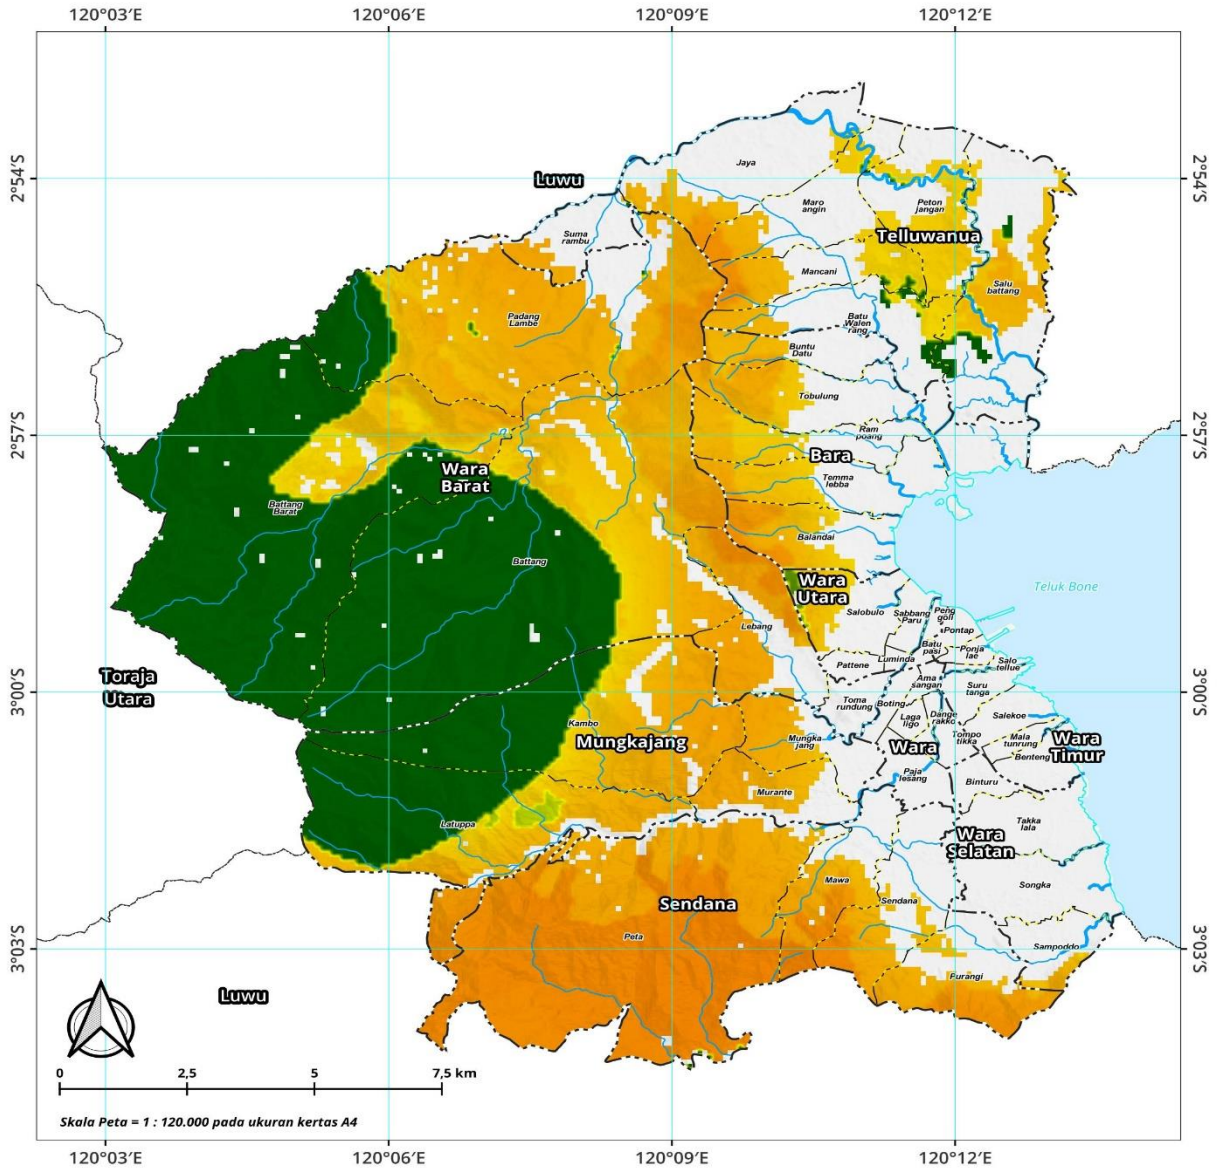 120°03'E
120°06'E
120°09'E
120°12'E
2°54'S
2°54'S
Jaya
Luwu
Maro
angin
Peton
jangan
Telluwanua
Suma
rambu
Mancani
Salu
battang
Padang
Lambe
Batu
Walen
rang
Buntu
Datu
Tobulung
2°57'S
2°57'S
Ram
poang
Bara
Wara
Barat
Temma
lebba
Battang
Barat
Balandai
Battang
Wara
Utara
Teluk Bone
Salobulo
Sabbang
Paru
Peng
goli
Lebang
Pontap
Batu
pasi
Ponja
lae
Pattene
Luminda
Salo
tellue
Toraja
Utara
Ama
sangan
Suru
tanga
3°00'S
3°00'S
Toma
rundung
Boting
Laga
ligo
Dange
rakko
Salekoe
Kambo
Mungkajang
Mungka
jang
Wara
Tompo
tikka
Mala
tunrung
Wara
Timur
Benteng
Paja
lesang
Binturu
Murante
Latuppa
Takka
lala
Wara
Selatan
Mawa
Songka
Sendana
Sendana
Peta
Sampoddo
3°03'S
3°03'S
Purangi
Luwu
0
2,5
5
7,5 km
Skala Peta = 1 : 120.000 pada ukuran kertas A4
120°03'E
120°06'E
120°09'E
120°12'E